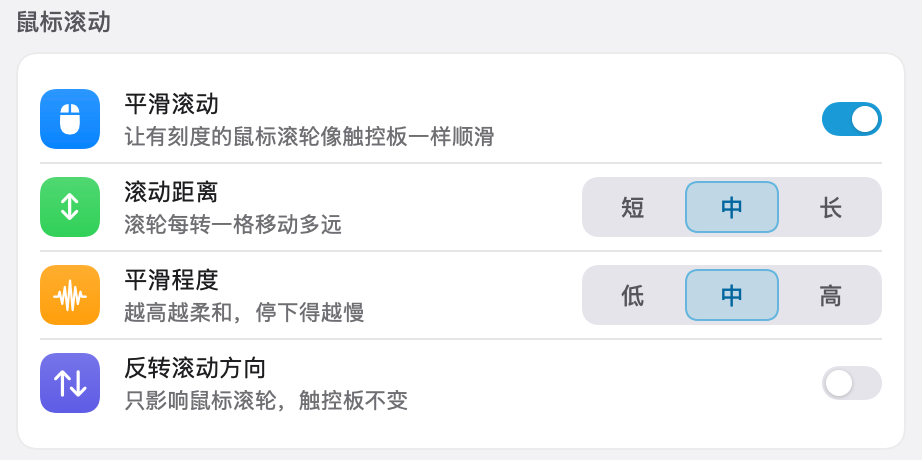 鼠标滚动
平滑滚动
让有刻度的鼠标滚轮像触控板一样顺滑
滚动距离
滚轮每转一格移动多远
短 中 长
平滑程度
越高越柔和，停下得越慢
低 中 高
反转滚动方向
只影响鼠标滚轮，触控板不变